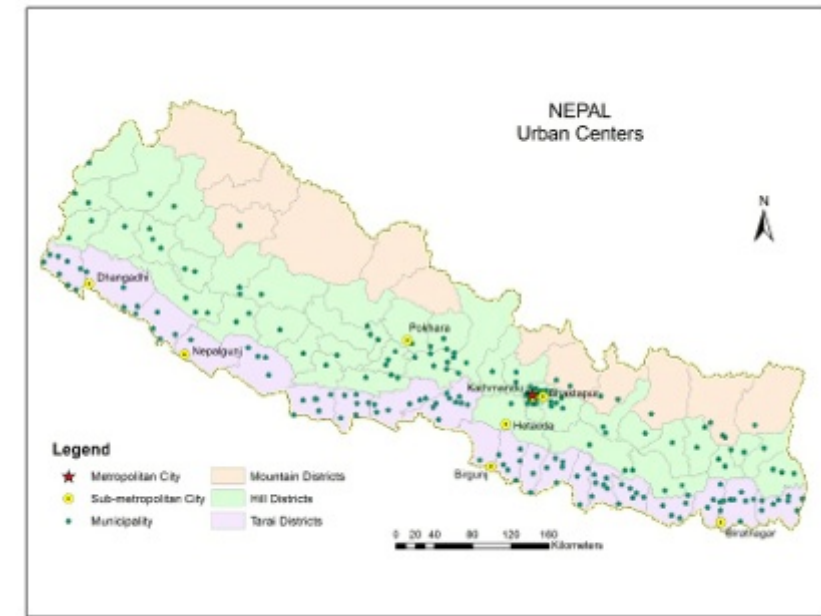 NEPAL
Urban Centers
N
Dhangadhi
Pokhara
Nepalgunj
Kathmandu
Bhaktapur
Hetauda
Birgunj
Biratnagar
Legend
Metropolitan City
Sub-metropolitan City
Municipality
Mountain Districts
Hill Districts
Tarai Districts
0 20 40 80 120 160
Kilometers